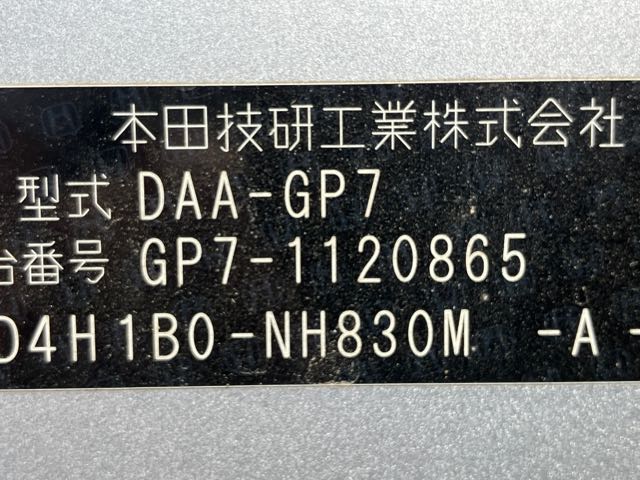 本田技研工業株式会社
型式 DAA-GP7
台番号 GP7-1120865
D4H1B0-NH830M -A-